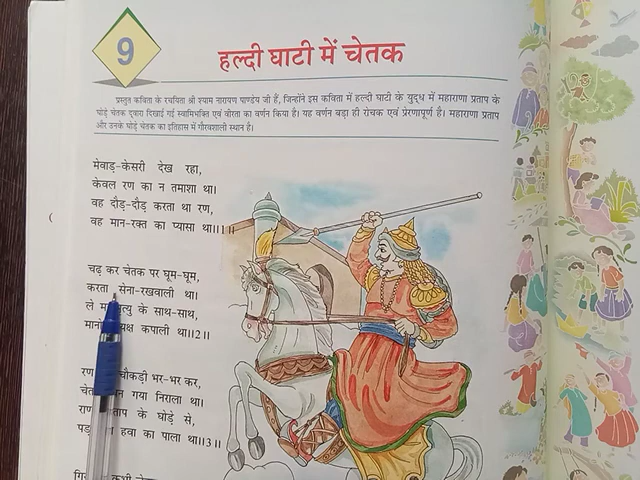 9
हल्दी घाटी में चेतक
प्रस्तुत कविता के रचयिता श्री श्याम नारायण पाण्डेय जी हैं, जिन्होंने इस कविता में हल्दी घाटी के युद्ध में महाराणा प्रताप के
घोड़े चेतक द्वारा दिखाई गई स्वामिभक्ति एवं वीरता का वर्णन किया है। यह वर्णन बड़ा ही रोचक एवं प्रेरणापूर्ण है। महाराणा प्रताप
और उनके घोड़े चेतक का इतिहास में गौरवशाली स्थान है।
मेवाड़-केसरी देख रहा,
केवल रण का न तमाशा था।
वह दौड़-दौड़ करता था रण,
वह मान-रक्त का प्यासा था।।1।।
चढ़ कर चेतक पर घूम-घूम,
करता सेना-रखवाली था।
ले के साथ-साथ,
कपाली था।।2।।
रण चौकड़ी भर-भर कर,
गया निराला था।
के घोड़े से,
हवा का पाला था।।3।।